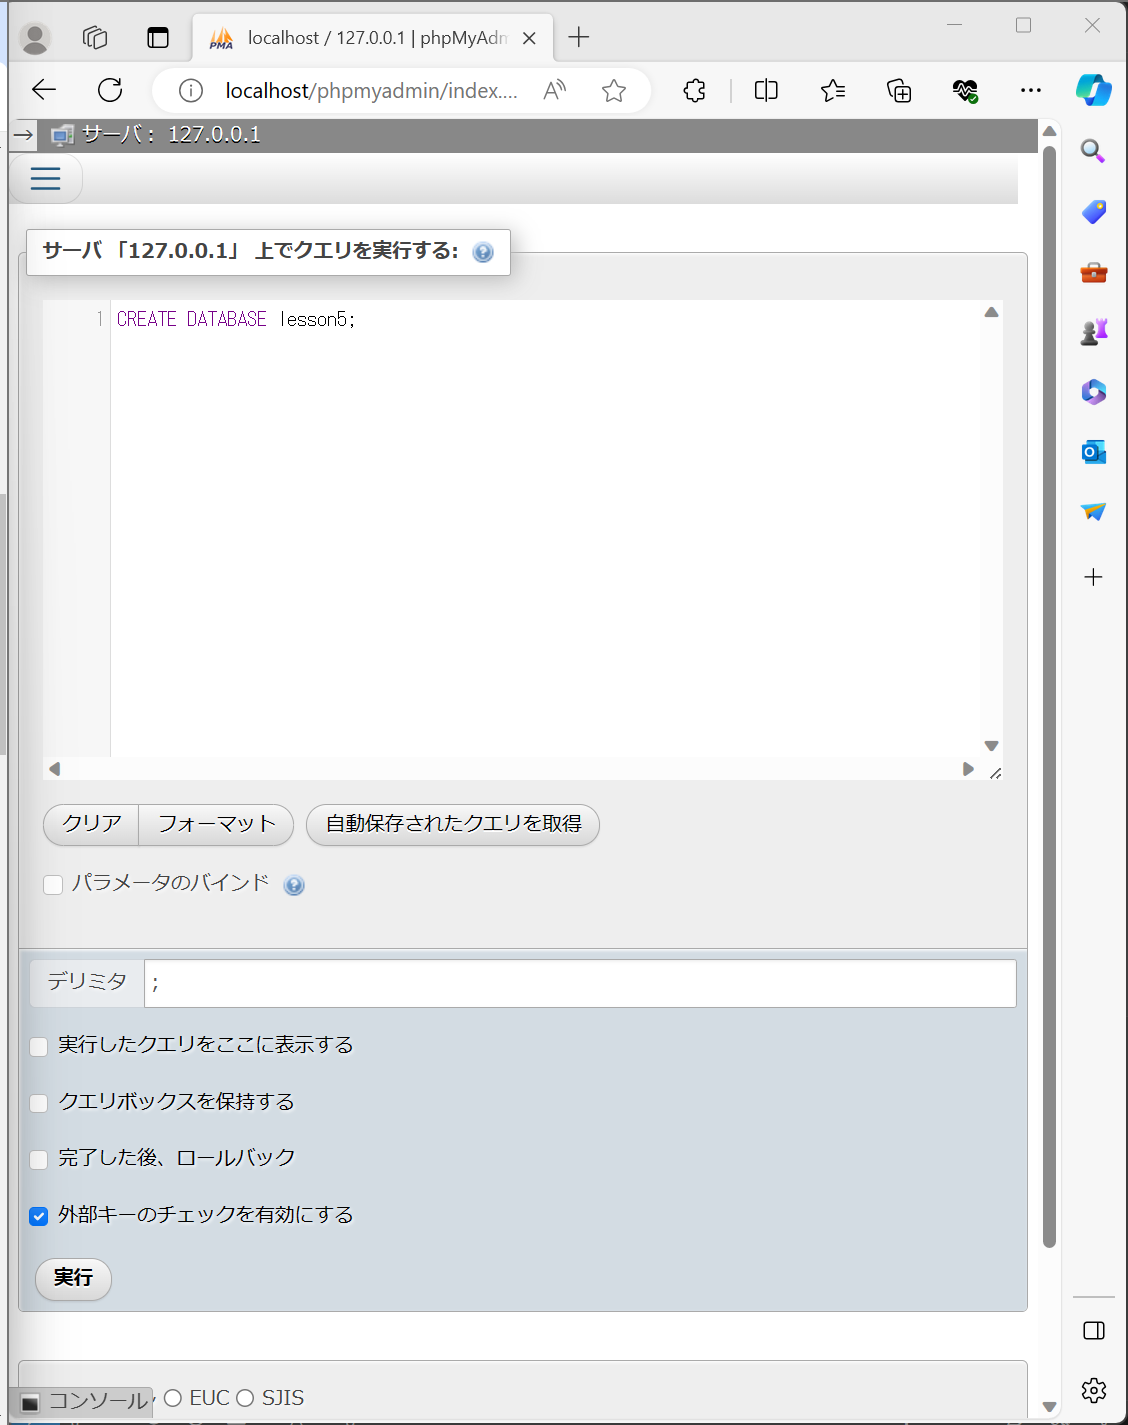 localhost / 127.0.0.1 | phpMyAdm
localhost/phpmyadmin/index....
サーバ： 127.0.0.1
サーバ 「127.0.0.1」 上でクエリを実行する:
1 CREATE DATABASE lesson5;
クリア フォーマット 自動保存されたクエリを取得
パラメータのバインド
デリミタ ;
実行したクエリをここに表示する
クエリボックスを保持する
完了した後、ロールバック
外部キーのチェックを有効にする
実行
コンソール EUC SJIS